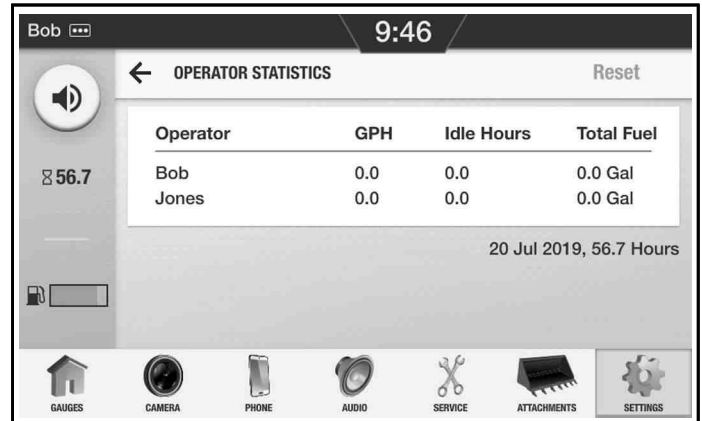 Bob
9:46
OPERATOR STATISTICS
Reset
Operator GPH Idle Hours Total Fuel
Bob 0.0 0.0 0.0 Gal
Jones 0.0 0.0 0.0 Gal
56.7
20 Jul 2019, 56.7 Hours
GAUGES CAMERA PHONE AUDIO SERVICE ATTACHMENTS SETTINGS